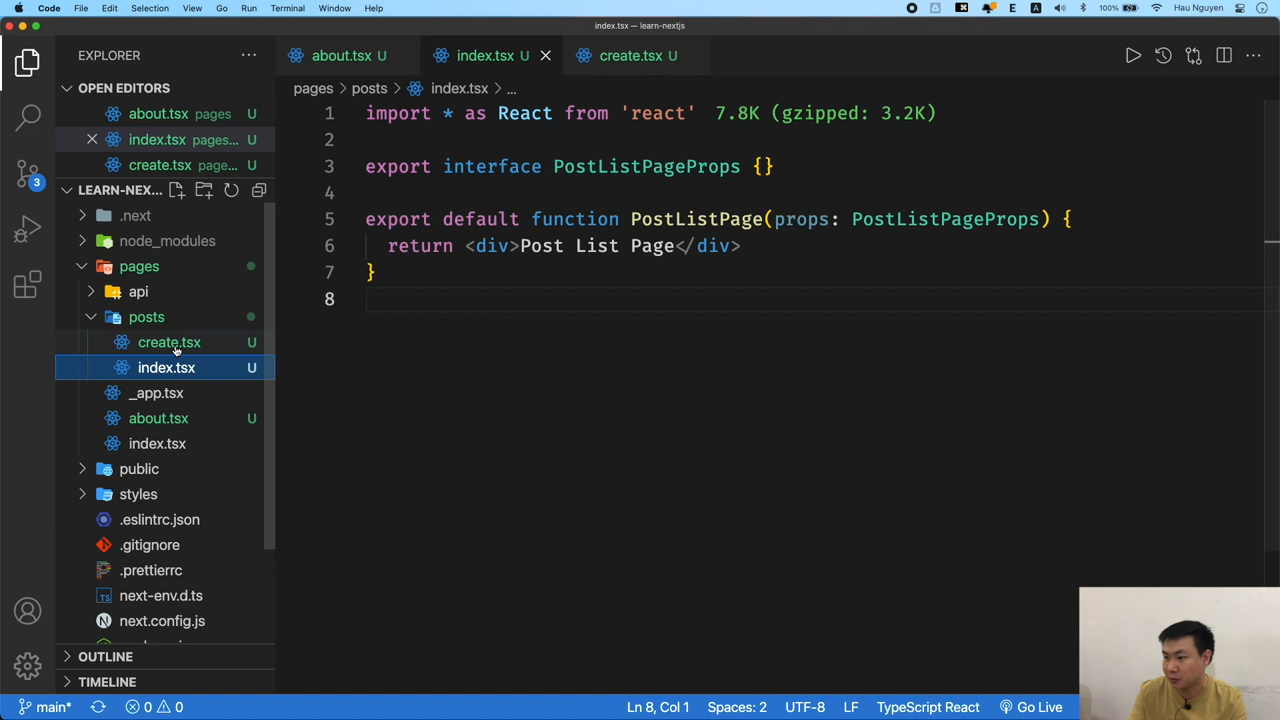 Code File Edit Selection View Go Run Terminal Window Help E A 100% Hau Nguyen
index.tsx — learn-nextjs
EXPLORER
OPEN EDITORS
about.tsx pages U
index.tsx pages... U
create.tsx page... U
LEARN-NEX...
.next
node_modules
pages
api
posts
create.tsx U
index.tsx U
_app.tsx
about.tsx U
index.tsx
public
styles
.eslintrc.json
.gitignore
.prettierrc
TS next-env.d.ts
N next.config.js
OUTLINE
TIMELINE
3
about.tsx U index.tsx U create.tsx U
pages > posts > index.tsx > ...
1 import * as React from 'react' 7.8K (gzipped: 3.2K)
2
3 export interface PostListPageProps {}
4
5 export default function PostListPage(props: PostListPageProps) {
6 return <div>Post List Page</div>
7 }
8
main* 0 0 Ln 8, Col 1 Spaces: 2 UTF-8 LF TypeScript React Go Live